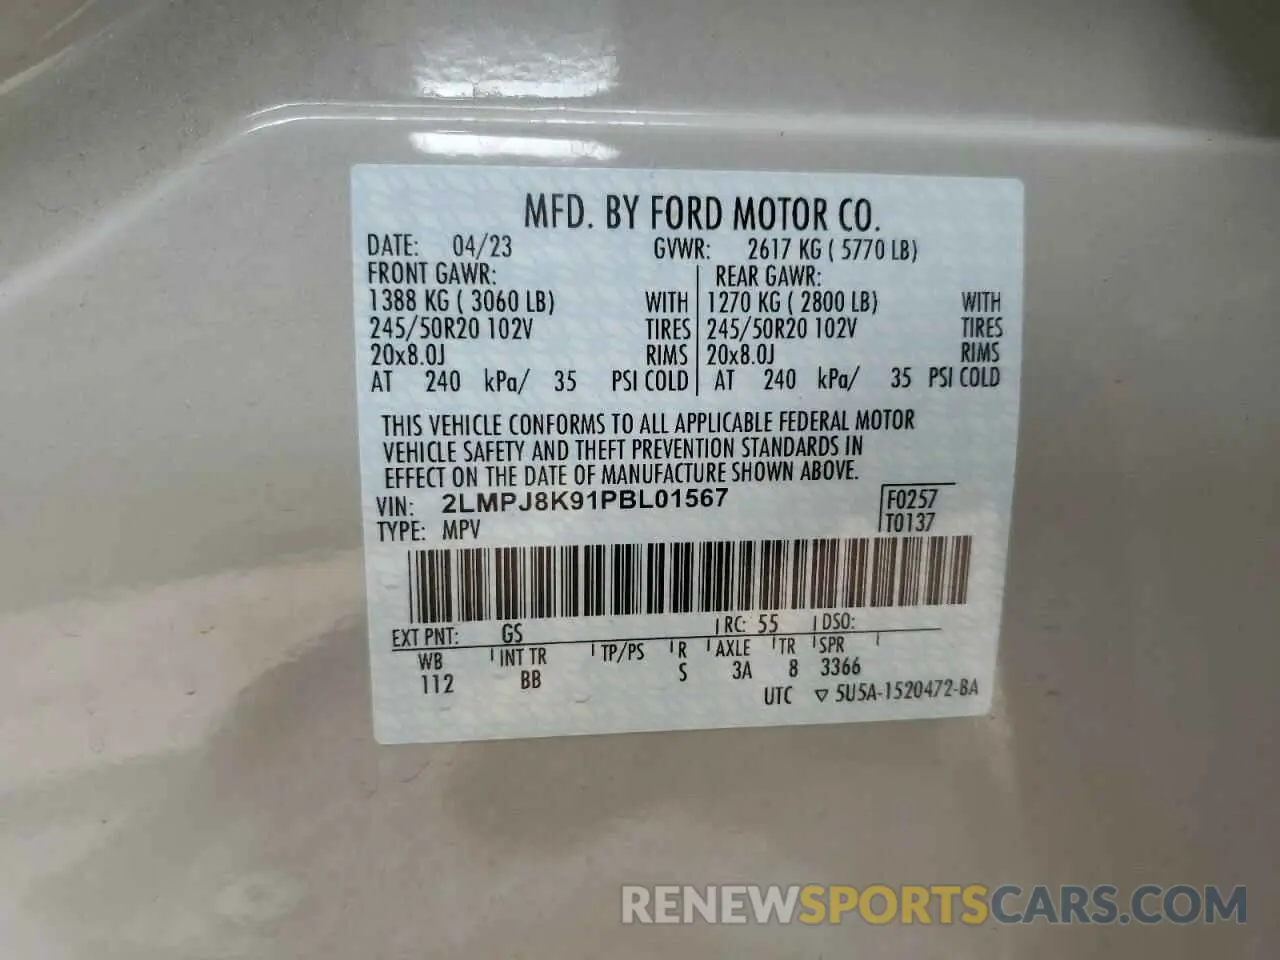 MFD. BY FORD MOTOR CO.
DATE: 04/23 GVWR: 2617 KG ( 5770 LB)
FRONT GAWR: REAR GAWR:
1388 KG ( 3060 LB) WITH 1270 KG ( 2800 LB) WITH
245/50R20 102V TIRES 245/50R20 102V TIRES
20x8.0J RIMS 20x8.0J RIMS
AT 240 kPa/ 35 PSI COLD AT 240 kPa/ 35 PSI COLD
THIS VEHICLE CONFORMS TO ALL APPLICABLE FEDERAL MOTOR
VEHICLE SAFETY AND THEFT PREVENTION STANDARDS IN
EFFECT ON THE DATE OF MANUFACTURE SHOWN ABOVE.
VIN: 2LMPJ8K91PBL01567 F0257
TYPE: MPV T0137
EXT PNT: GS RC: 55 DSO:
WB INT TR TP/PS R AXLE TR SPR
112 BB S 3A 8 3366
UTC ▽ 5U5A-1520472-BA
RENEWSPORTSCARS.COM